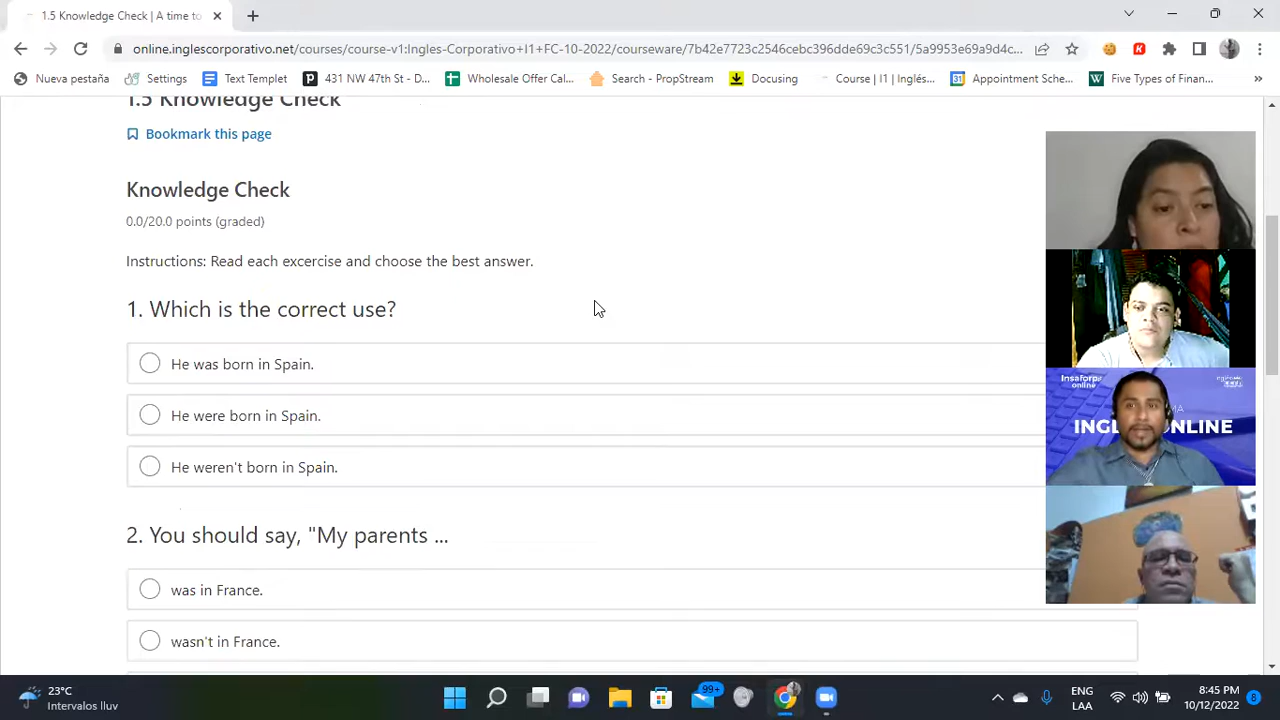 1.5 Knowledge Check | A time to
online.inglescorporativo.net/courses/course-v1:Ingles-Corporativo+I1+FC-10-2022/courseware/7b42e7723c2546cebc396dde69c3c551/5a9953e69a9d4c...
Nueva pestaña Settings Text Templet 431 NW 47th St - D... Wholesale Offer Cal... Search - PropStream Docusing Course | I1 | Inglés... Appointment Sche... Five Types of Finan... »
1.5 Knowledge Check
Bookmark this page
Knowledge Check
0.0/20.0 points (graded)
Instructions: Read each excercise and choose the best answer.
1. Which is the correct use?
He was born in Spain.
He were born in Spain.
He weren't born in Spain.
2. You should say, "My parents ...
was in France.
wasn't in France.
Insaforp
online
23°C
Intervalos lluv
99+
ENG
LAA
8:45 PM
10/12/2022
8